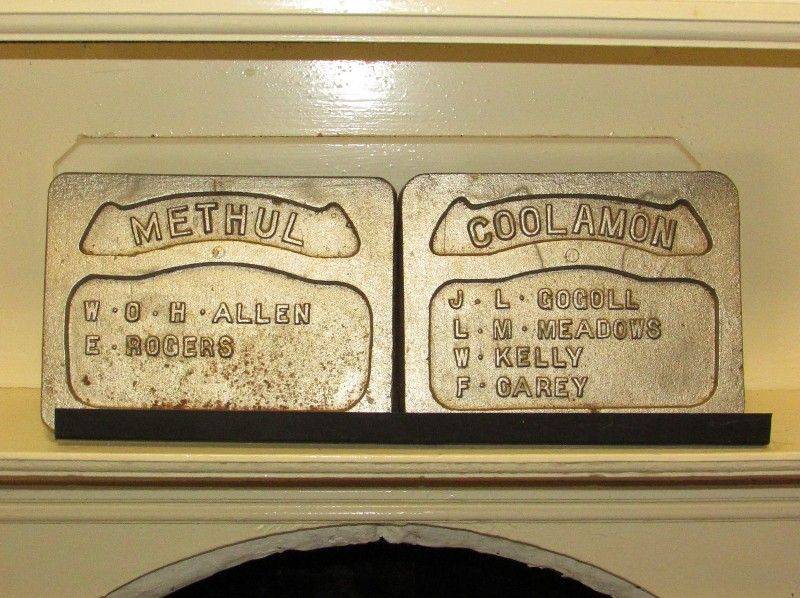 METHUL
W·O·H·ALLEN
E·ROGERS
COOLAMON
J·L·GOGOLL
L·M·MEADOWS
W·KELLY
F·CAREY